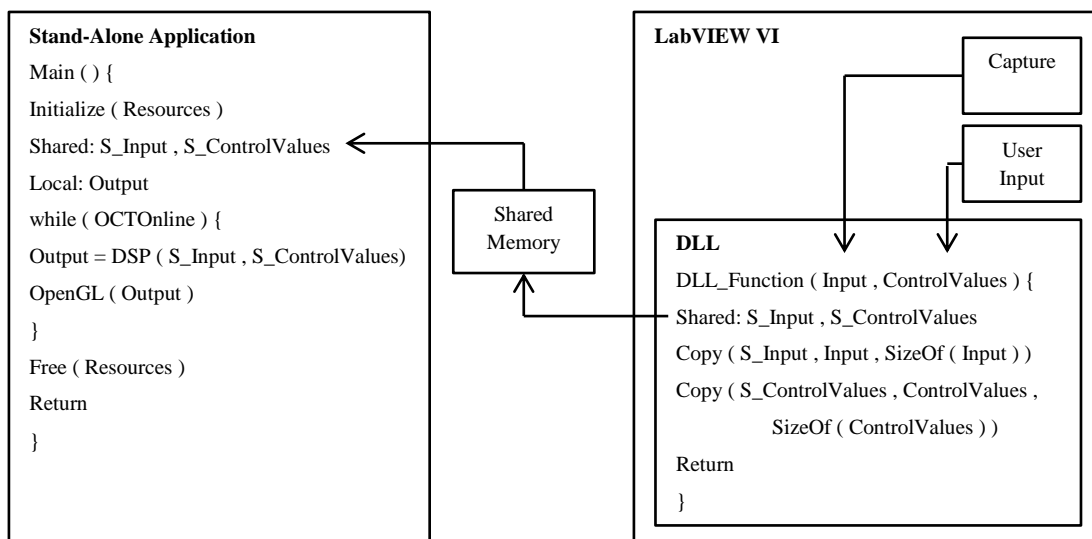 Stand-Alone Application
Main ( ) {
Initialize ( Resources )
Shared: S_Input , S_ControlValues
Local: Output
while ( OCTOnline ) {
Output = DSP ( S_Input , S_ControlValues)
OpenGL ( Output )
}
Free ( Resources )
Return
}
Shared
Memory
LabVIEW VI
Capture
User
Input
DLL
DLL_Function ( Input , ControlValues ) {
Shared: S_Input , S_ControlValues
Copy ( S_Input , Input , SizeOf ( Input ) )
Copy ( S_ControlValues , ControlValues ,
SizeOf ( ControlValues ) )
Return
}